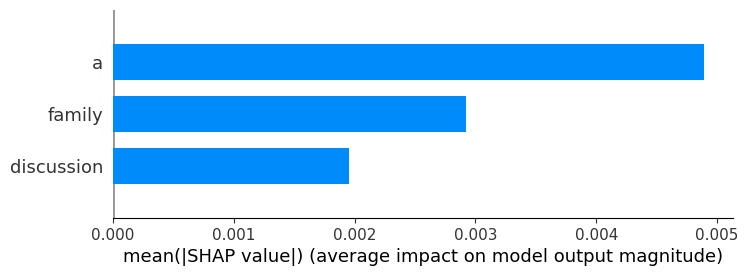 a
family
discussion
0.000 0.001 0.002 0.003 0.004 0.005
mean(|SHAP value|) (average impact on model output magnitude)